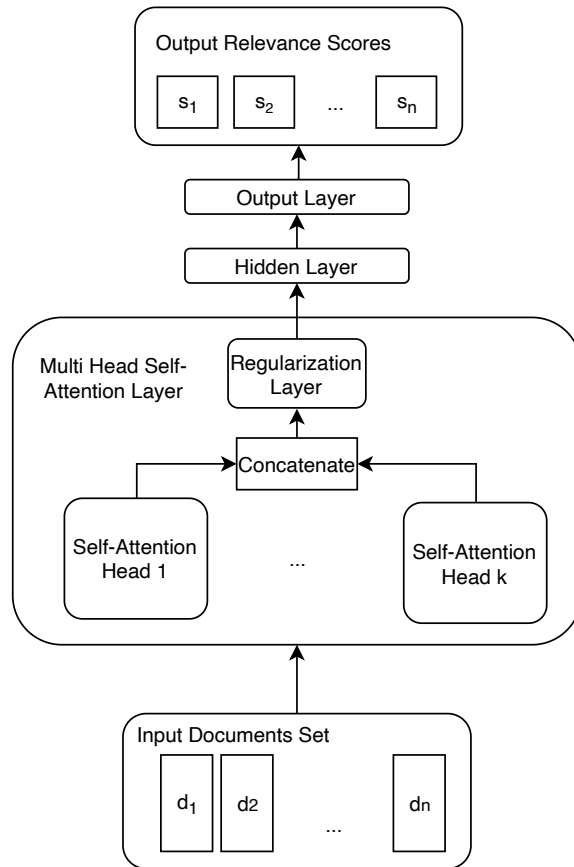 Output Relevance Scores
s₁ s₂ ... sₙ
Output Layer
Hidden Layer
Multi Head Self-
Attention Layer
Regularization
Layer
Concatenate
Self-Attention
Head 1
...
Self-Attention
Head k
Input Documents Set
d₁ d2 ... dn